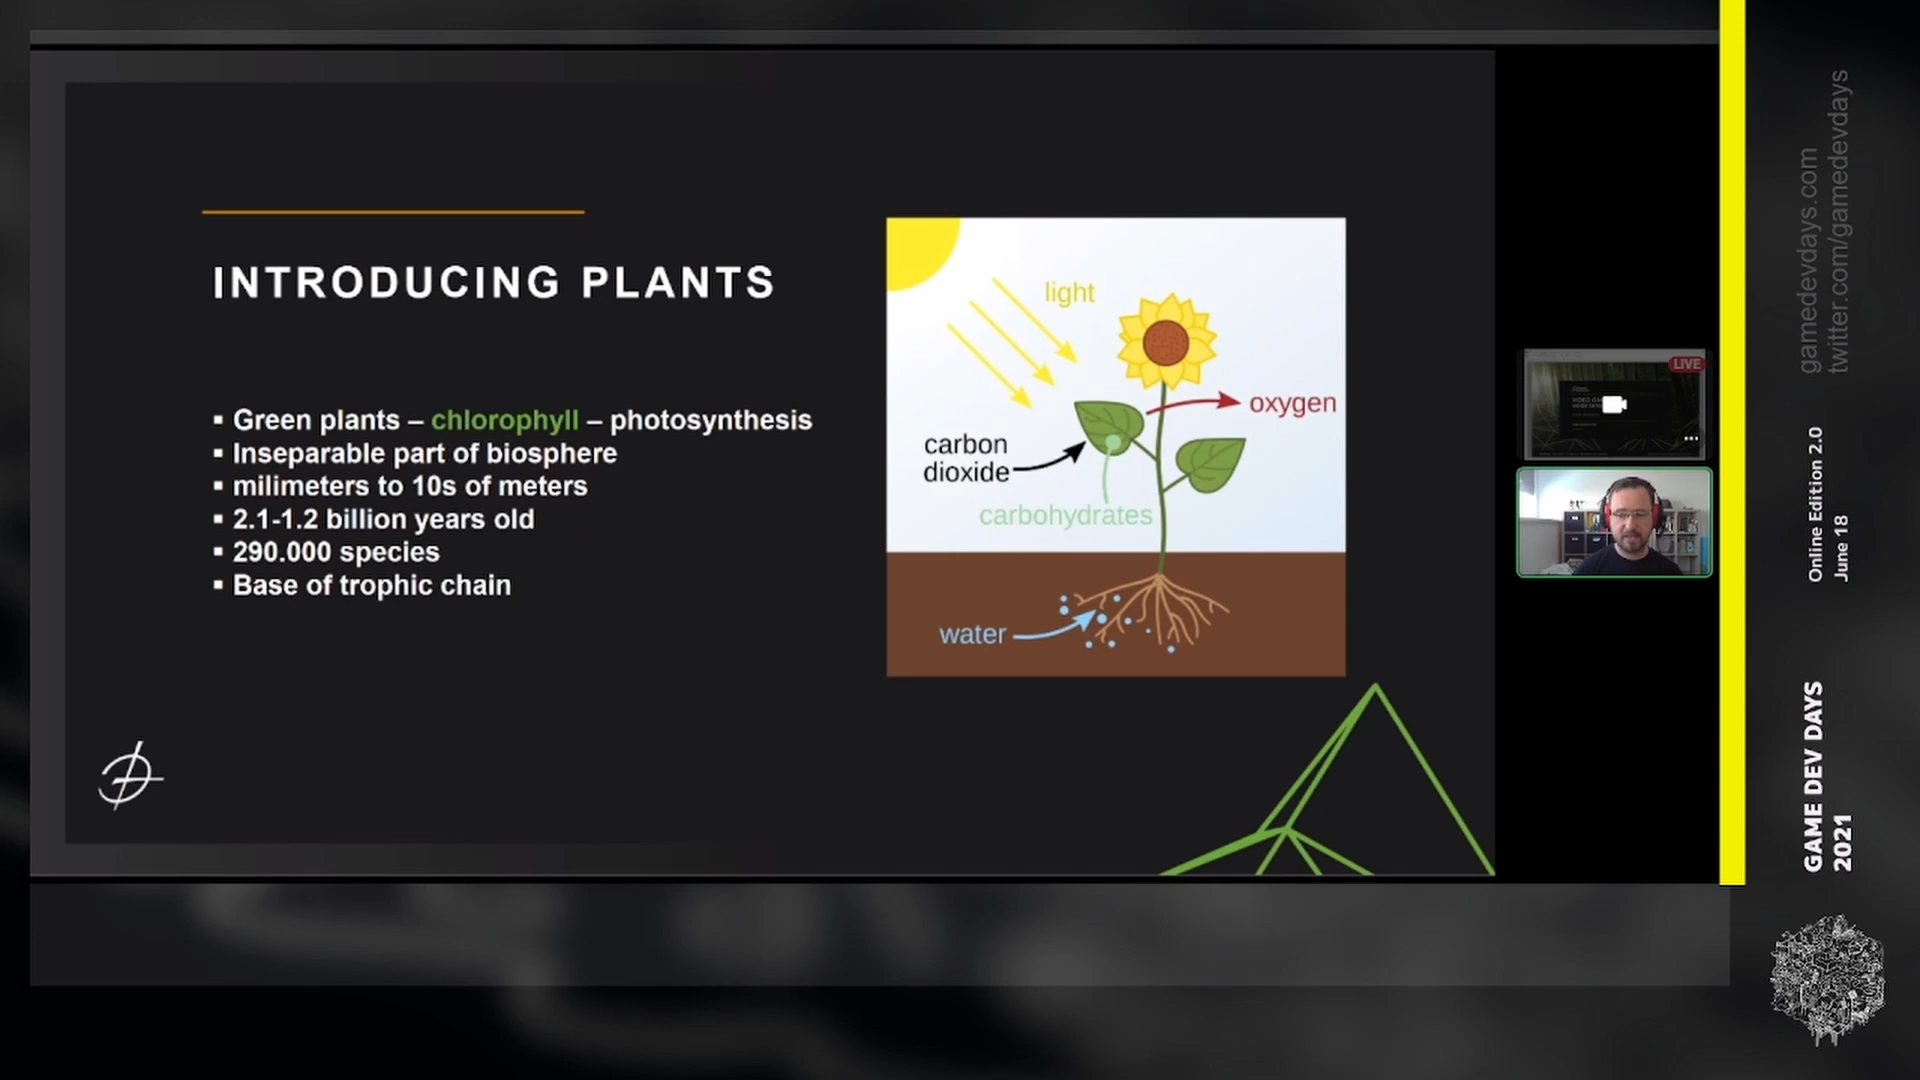 INTRODUCING PLANTS
▪ Green plants – chlorophyll – photosynthesis
▪ Inseparable part of biosphere
▪ milimeters to 10s of meters
▪ 2.1-1.2 billion years old
▪ 290.000 species
▪ Base of trophic chain
light
oxygen
carbon
dioxide
carbohydrates
water
LIVE
gamedevdays.com
twitter.com/gamedevdays
Online Edition 2.0
June 18
GAME DEV DAYS
2021